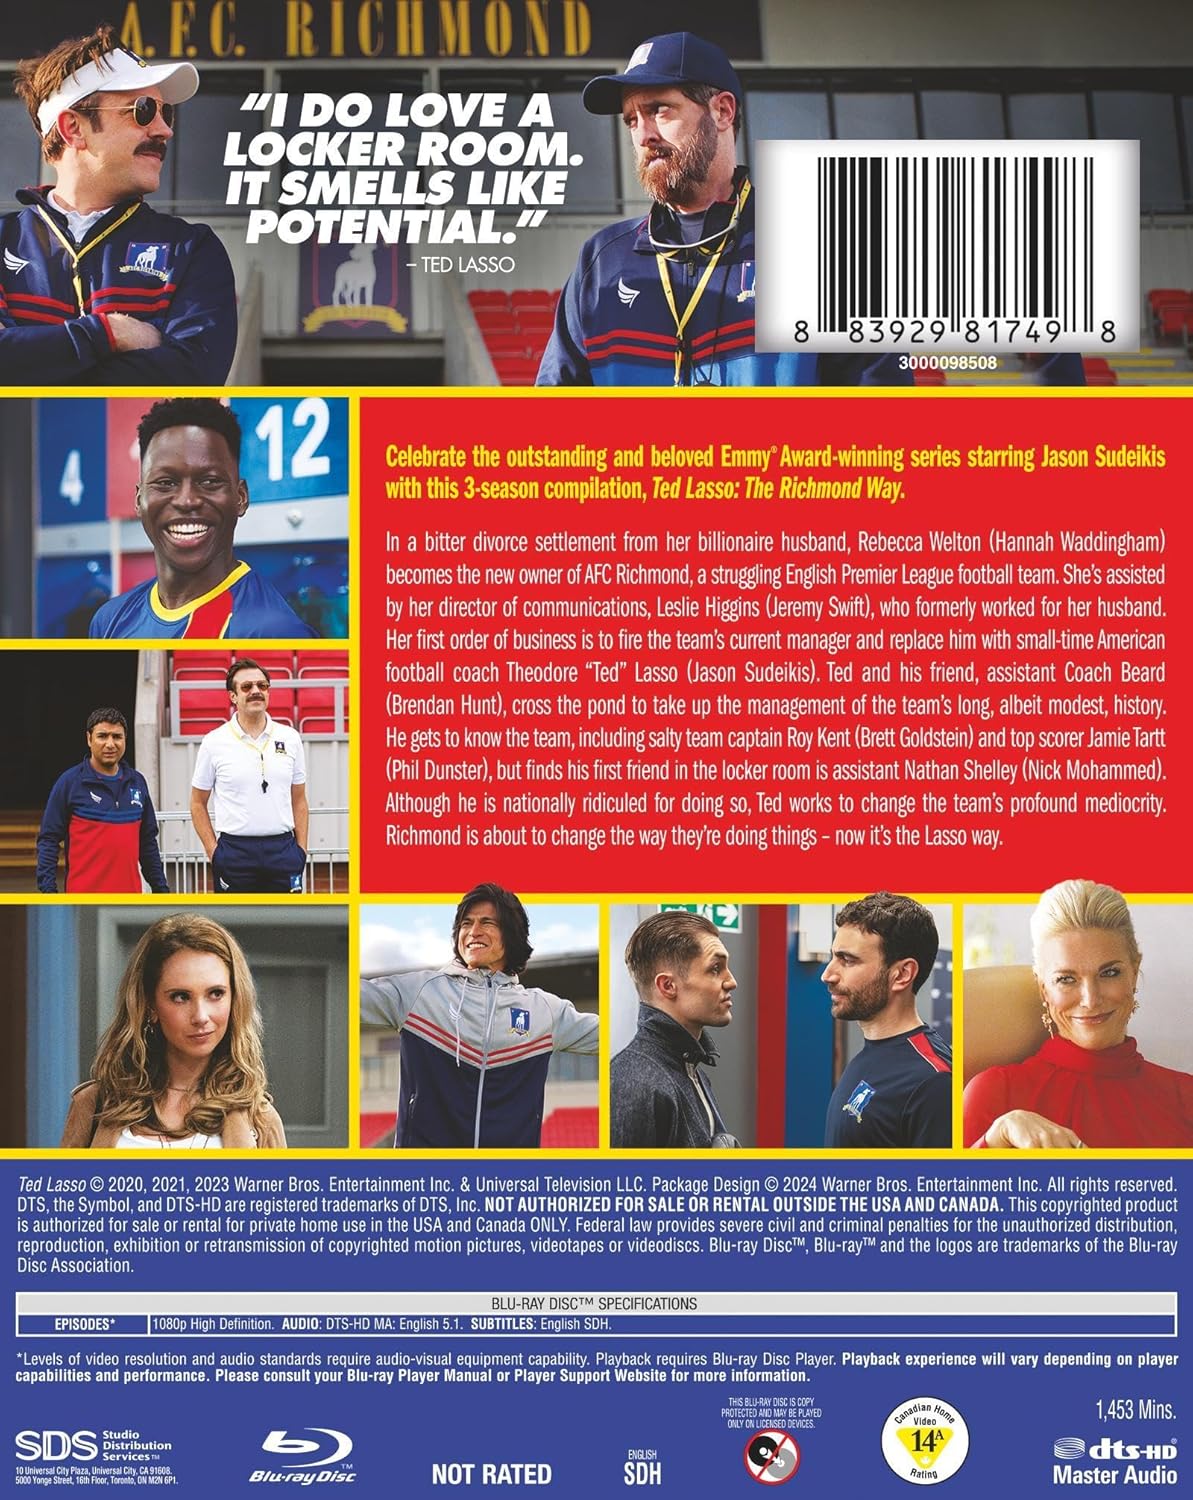 A.F.C. RICHMOND
"I DO LOVE A
LOCKER ROOM.
IT SMELLS LIKE
POTENTIAL."
– TED LASSO
8 83929 81749 8
3000098508
4
12
Celebrate the outstanding and beloved Emmy® Award-winning series starring Jason Sudeikis
with this 3-season compilation, Ted Lasso: The Richmond Way.
In a bitter divorce settlement from her billionaire husband, Rebecca Welton (Hannah Waddingham)
becomes the new owner of AFC Richmond, a struggling English Premier League football team. She's assisted
by her director of communications, Leslie Higgins (Jeremy Swift), who formerly worked for her husband.
Her first order of business is to fire the team's current manager and replace him with small-time American
football coach Theodore "Ted" Lasso (Jason Sudeikis). Ted and his friend, assistant Coach Beard
(Brendan Hunt), cross the pond to take up the management of the team's long, albeit modest, history.
He gets to know the team, including salty team captain Roy Kent (Brett Goldstein) and top scorer Jamie Tartt
(Phil Dunster), but finds his first friend in the locker room is assistant Nathan Shelley (Nick Mohammed).
Although he is nationally ridiculed for doing so, Ted works to change the team's profound mediocrity.
Richmond is about to change the way they're doing things – now it's the Lasso way.
Ted Lasso © 2020, 2021, 2023 Warner Bros. Entertainment Inc. & Universal Television LLC. Package Design © 2024 Warner Bros. Entertainment Inc. All rights reserved.
DTS, the Symbol, and DTS-HD are registered trademarks of DTS, Inc. NOT AUTHORIZED FOR SALE OR RENTAL OUTSIDE THE USA AND CANADA. This copyrighted product
is authorized for sale or rental for private home use in the USA and Canada ONLY. Federal law provides severe civil and criminal penalties for the unauthorized distribution,
reproduction, exhibition or retransmission of copyrighted motion pictures, videotapes or videodiscs. Blu-ray Disc™, Blu-ray™ and the logos are trademarks of the Blu-ray
Disc Association.
BLU-RAY DISC™ SPECIFICATIONS
EPISODES* 1080p High Definition. AUDIO: DTS-HD MA: English 5.1. SUBTITLES: English SDH.
*Levels of video resolution and audio standards require audio-visual equipment capability. Playback requires Blu-ray Disc Player. Playback experience will vary depending on player
capabilities and performance. Please consult your Blu-ray Player Manual or Player Support Website for more information.
SDS Studio
Distribution
Services™
10 Universal City Plaza, Universal City, CA 91608.
5000 Yonge Street, 16th Floor, Toronto, ON M2N 6P1.
Blu-ray Disc™
NOT RATED
ENGLISH
SDH
THIS BLU-RAY DISC IS COPY
PROTECTED AND MAY BE PLAYED
ONLY ON LICENSED DEVICES.
Canadian Home
Video
14A
Rating
1,453 Mins.
dts-HD
Master Audio